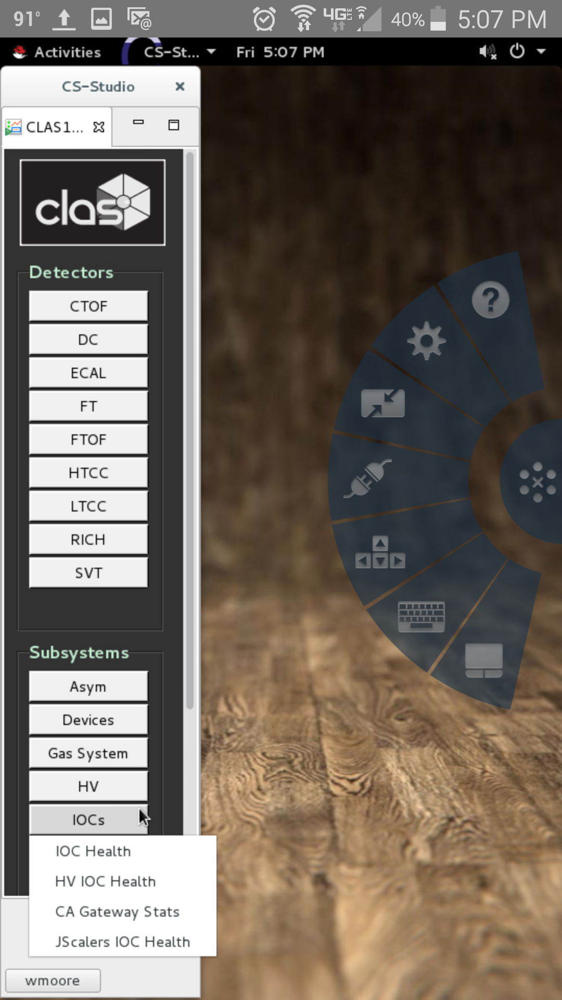 91°
4G LTE
40%
5:07 PM
Activities
CS-St...
Fri 5:07 PM
CS-Studio
CLAS1...
clas
Detectors
CTOF
DC
ECAL
FT
FTOF
HTCC
LTCC
RICH
SVT
Subsystems
Asym
Devices
Gas System
HV
IOCs
IOC Health
HV IOC Health
CA Gateway Stats
JScalers IOC Health
wmoore